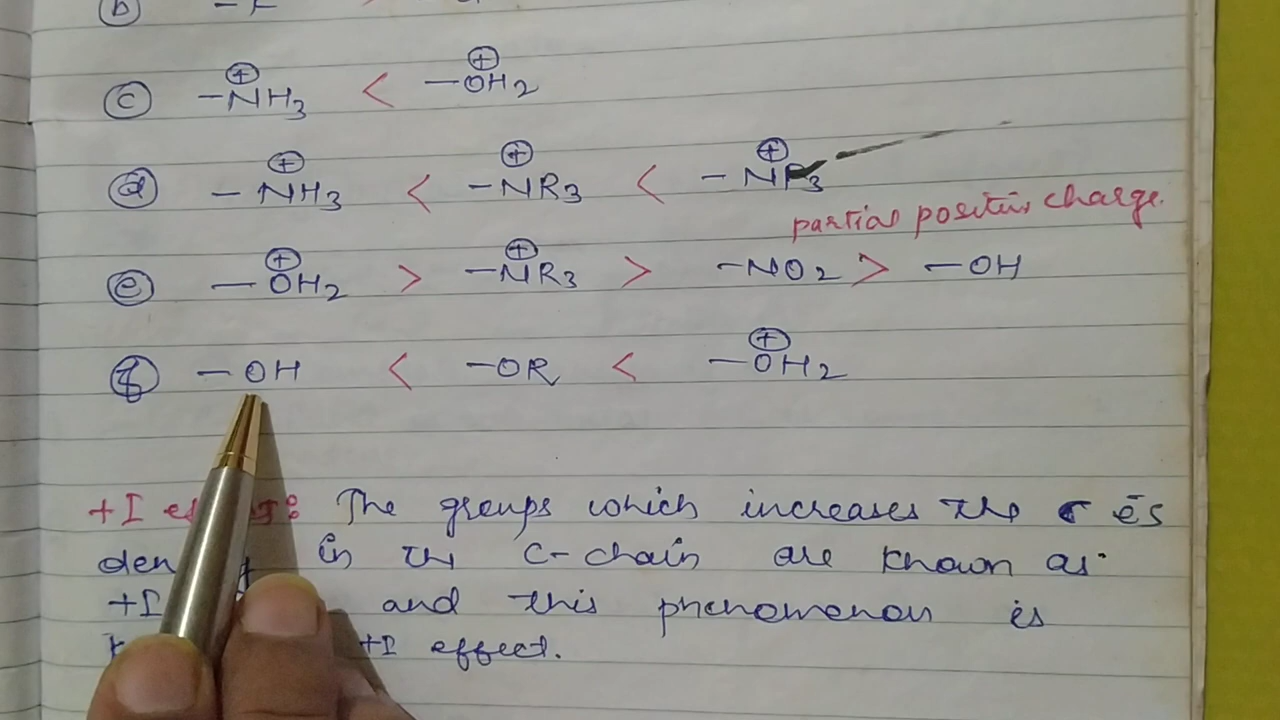 (b) -F >
(c) -N⊕H3 < -O⊕H2
(d) -N⊕H3 < -N⊕R3 < -N⊕F3
partial positive charge.
(e) -O⊕H2 > -N⊕R3 > -NO2 > -OH
(f) -OH < -OR < -O⊕H2
+I The groups which increases the σ ēs
in the C-chain are known as
+I and this phenomenon is
+I effect.